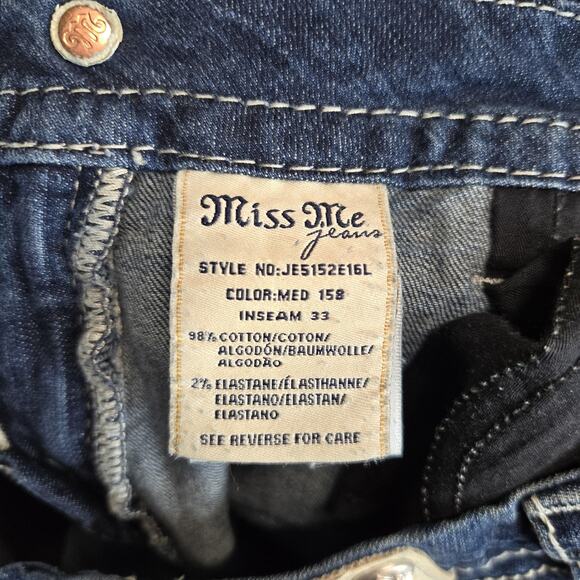 Miss Me
jeans
STYLE NO:JE5152E16L
COLOR:MED 158
INSEAM 33
98% COTTON/COTON/
ALGODÓN/BAUMWOLLE/
ALGODÃO
2% ELASTANE/ÉLASTHANNE/
ELASTANO/ELASTAN/
ELASTANO
SEE REVERSE FOR CARE